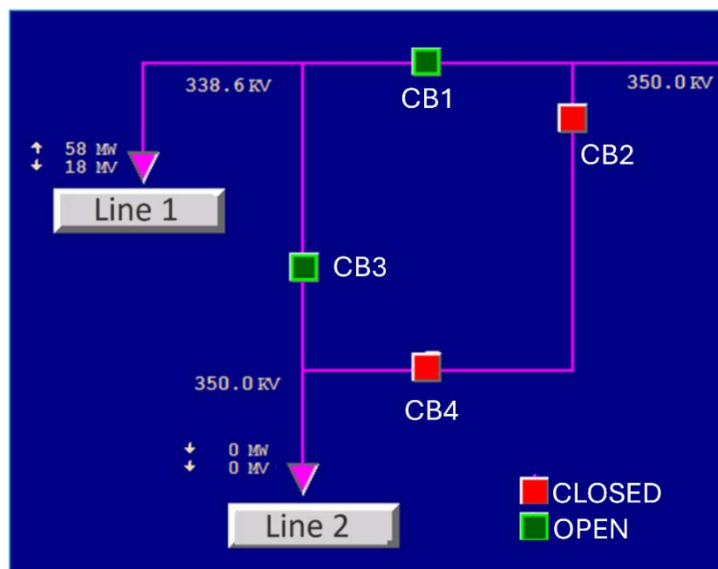 338.6 KV
CB1
350.0 KV
CB2
↑ 58 MW
↓ 18 MV
Line 1
CB3
350.0 KV
CB4
↓ 0 MW
↓ 0 MV
Line 2
CLOSED
OPEN